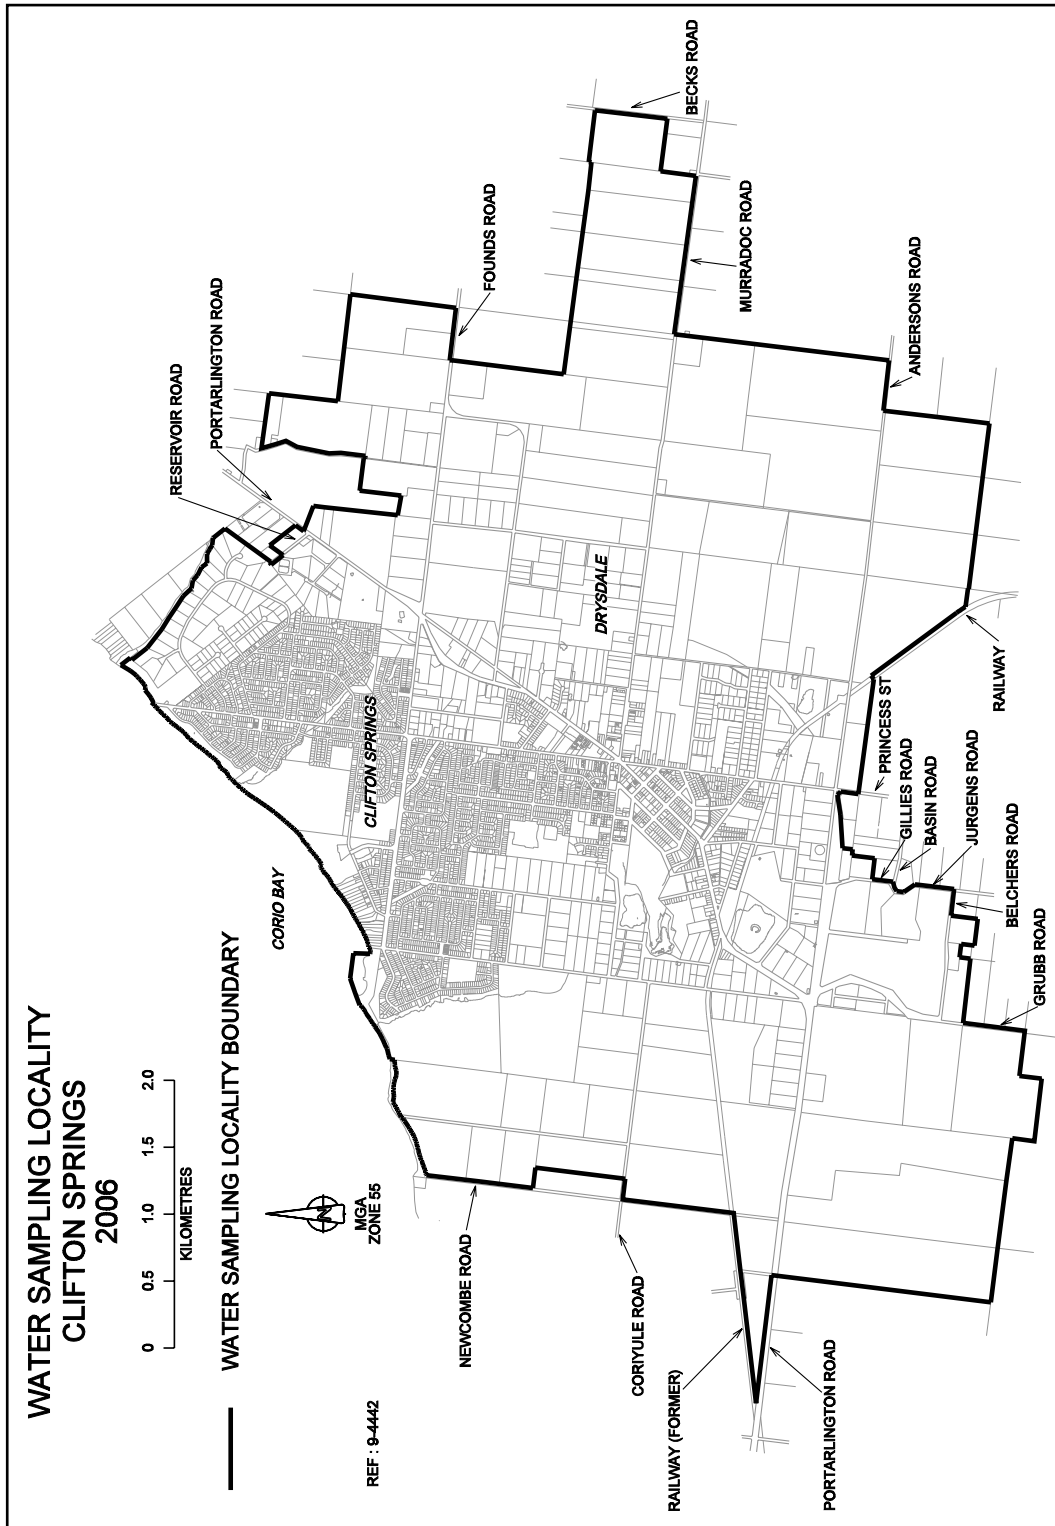 WATER SAMPLING LOCALITY
CLIFTON SPRINGS
2006
0 0.5 1.0 1.5 2.0
KILOMETRES
WATER SAMPLING LOCALITY BOUNDARY
N
MGA
ZONE 55
REF : 9-4442
CORIO BAY
CLIFTON SPRINGS
DRYSDALE
RESERVOIR ROAD
PORTARLINGTON ROAD
FOUNDS ROAD
BECKS ROAD
MURRADOC ROAD
ANDERSONS ROAD
RAILWAY
PRINCESS ST
GILLIES ROAD
BASIN ROAD
JURGENS ROAD
BELCHERS ROAD
GRUBB ROAD
NEWCOMBE ROAD
CORIYULE ROAD
RAILWAY (FORMER)
PORTARLINGTON ROAD